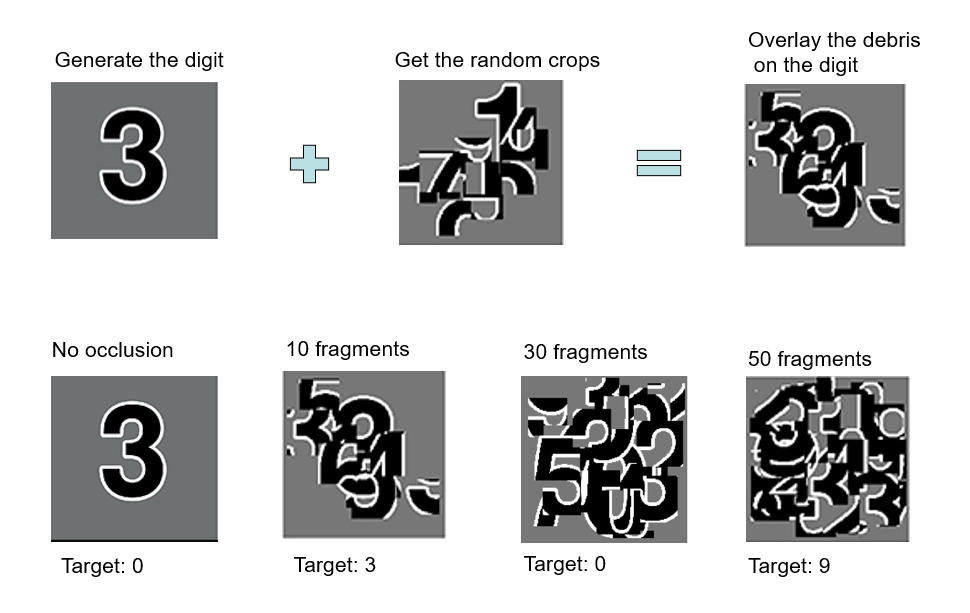 Generate the digit
Get the random crops
Overlay the debris
on the digit
3
No occlusion
10 fragments
30 fragments
50 fragments
3
Target: 0
Target: 3
Target: 0
Target: 9